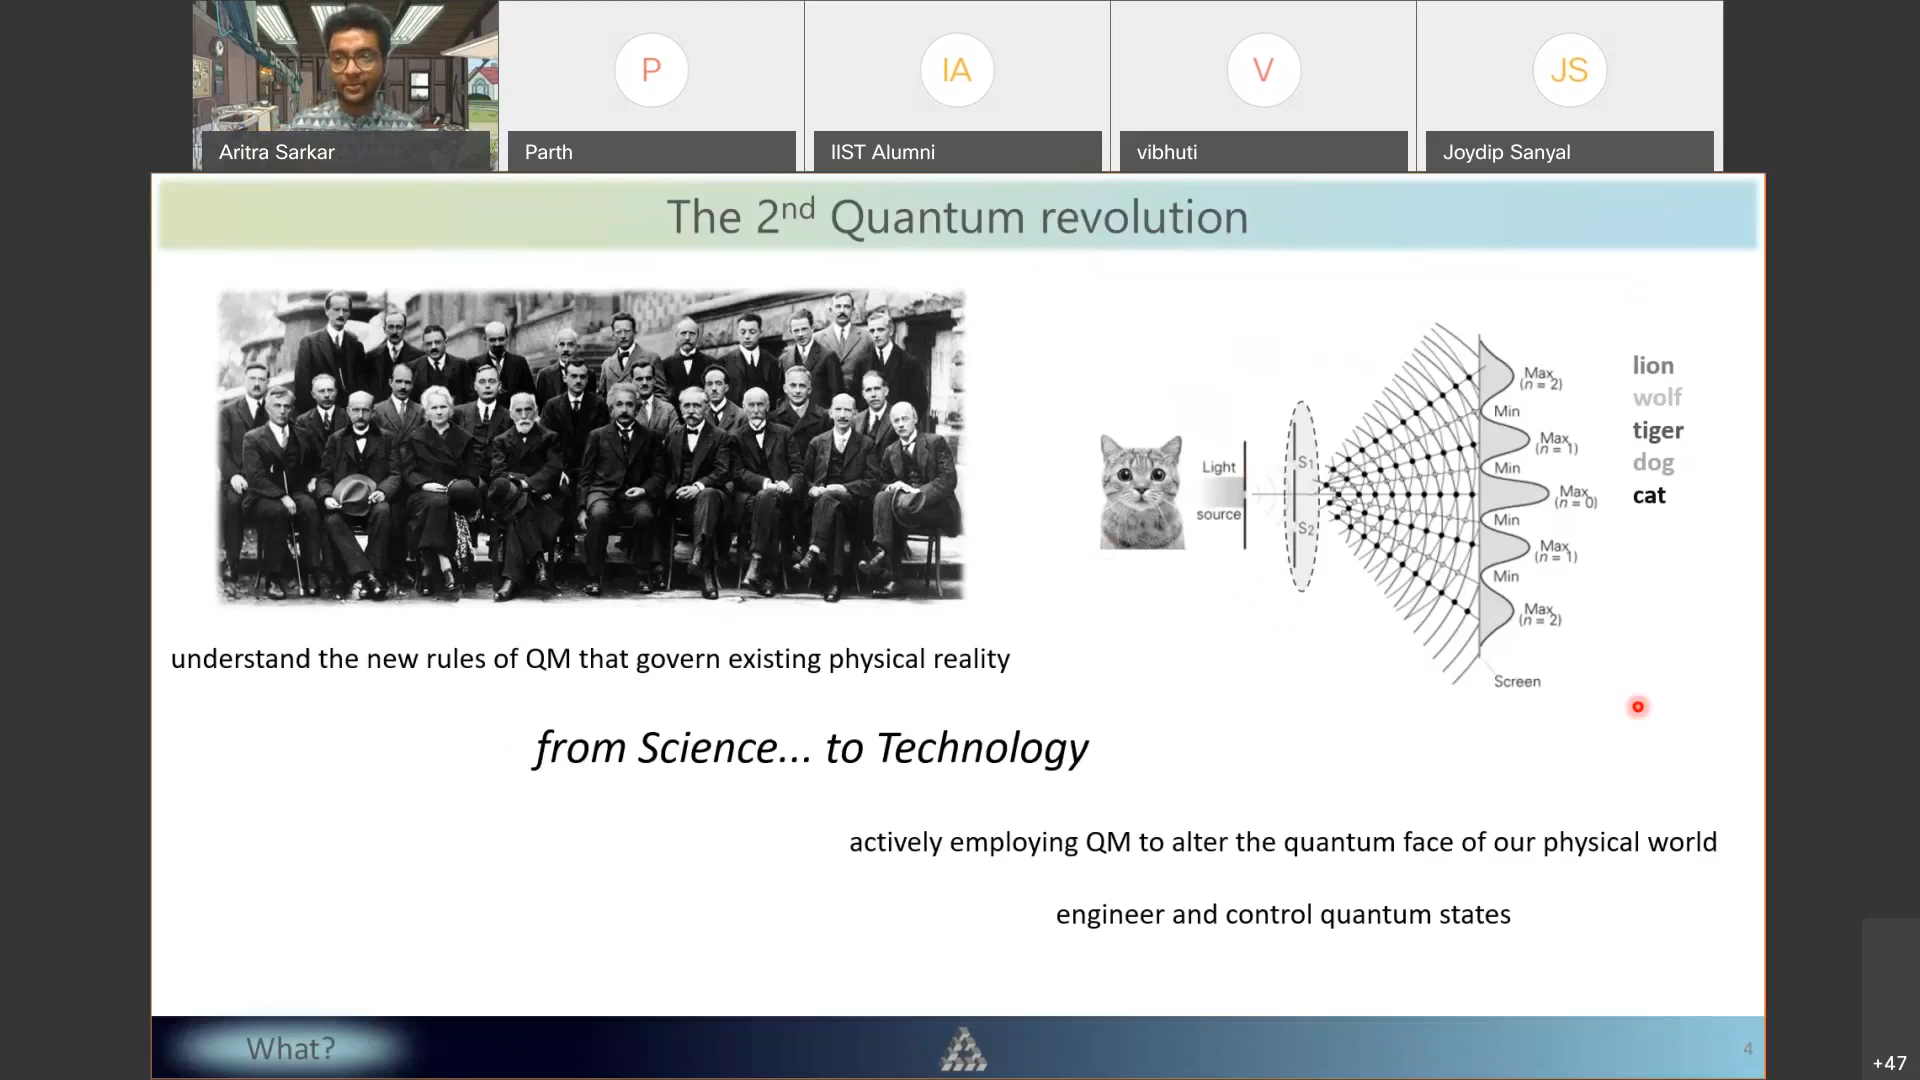 P
IA
V
JS
Aritra Sarkar
Parth
IIST Alumni
vibhuti
Joydip Sanyal
The 2nd Quantum revolution
Light
source
S1
S2
Max
(n = 2)
Min
Max
(n = 1)
Min
Max
(n = 0)
Min
Max
(n = 1)
Min
Max
(n = 2)
Screen
lion
wolf
tiger
dog
cat
understand the new rules of QM that govern existing physical reality
from Science... to Technology
actively employing QM to alter the quantum face of our physical world
engineer and control quantum states
What?
4
+47